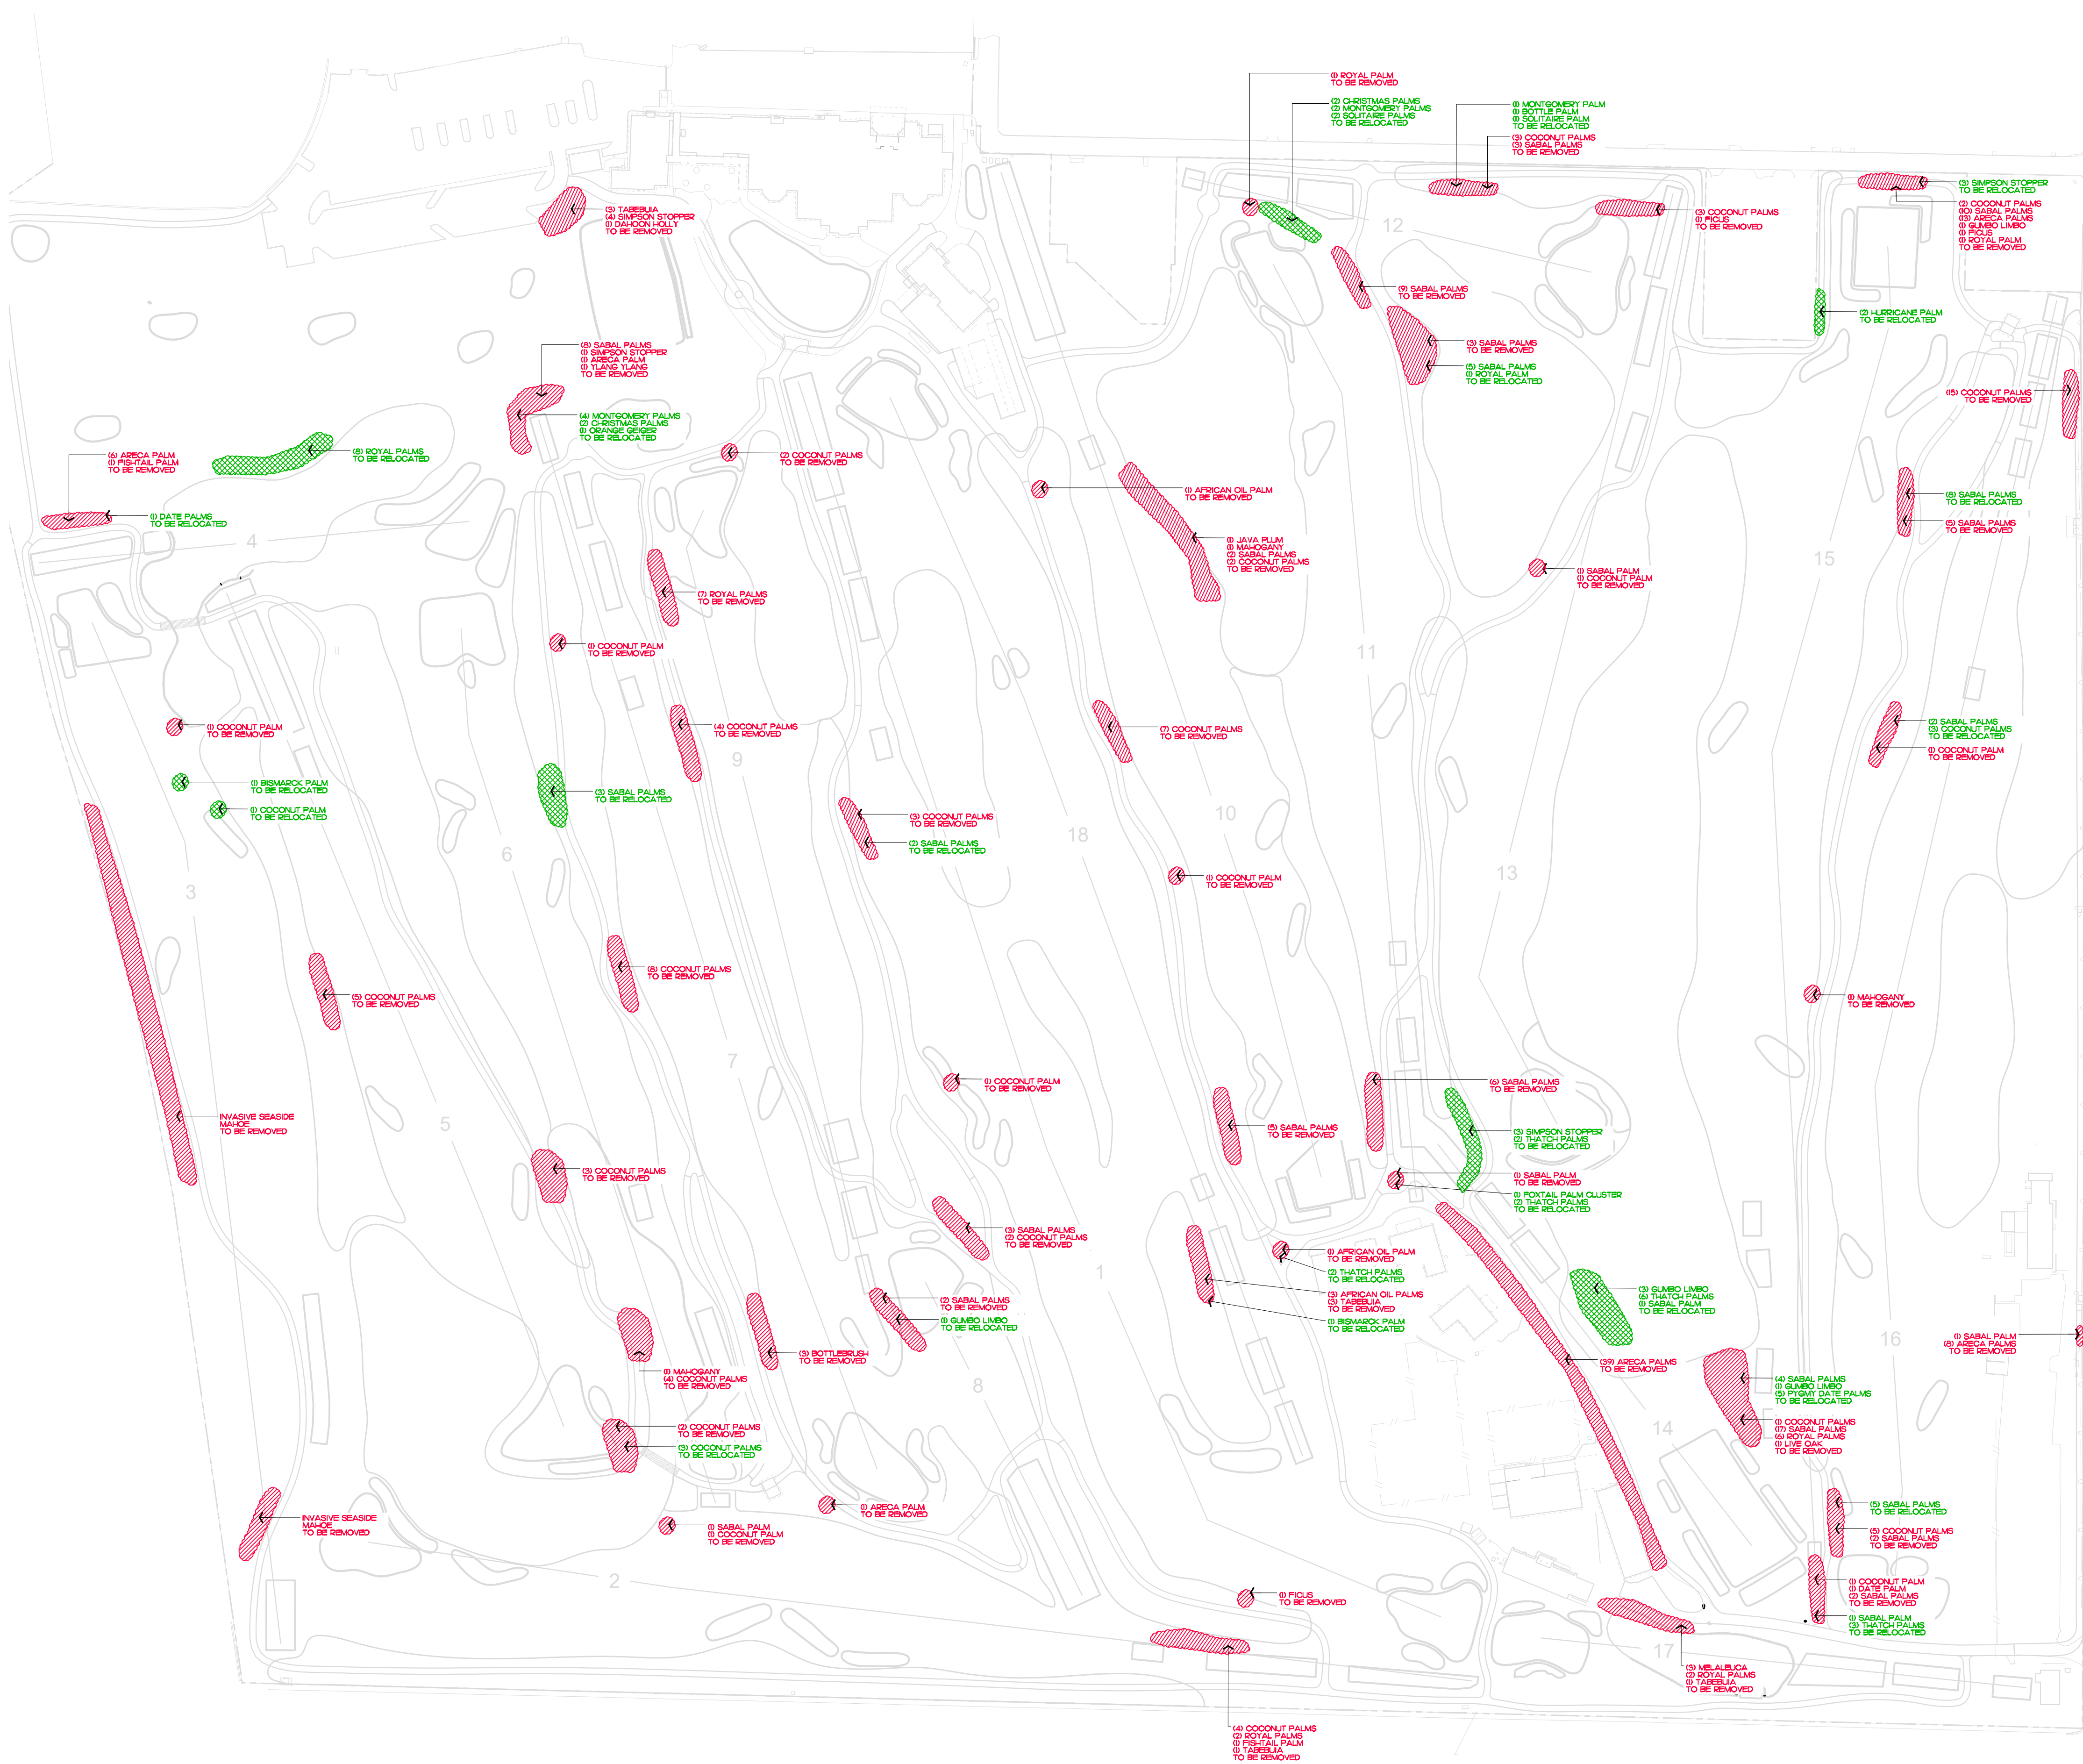 (1) ROYAL PALM
TO BE REMOVED
(2) CHRISTMAS PALMS
(2) MONTGOMERY PALMS
(2) SOLITAIRE PALMS
TO BE RELOCATED
(1) MONTGOMERY PALM
(1) BOTTLE PALM
(1) SOLITAIRE PALM
TO BE RELOCATED
(3) COCONUT PALMS
(3) SABAL PALMS
TO BE REMOVED
(3) SIMPSON STOPPER
TO BE RELOCATED
(2) COCONUT PALMS
(10) SABAL PALMS
(13) ARECA PALMS
(1) GUMBO LIMBO
(1) FICUS
(1) ROYAL PALM
TO BE REMOVED
(3) TABEBUIA
(4) SIMPSON STOPPER
(1) DAHOON HOLLY
TO BE REMOVED
(3) COCONUT PALMS
(1) FICUS
TO BE REMOVED
12
(9) SABAL PALMS
TO BE REMOVED
(2) HURRICANE PALM
TO BE RELOCATED
(8) SABAL PALMS
(1) SIMPSON STOPPER
(1) ARECA PALM
(1) YLANG YLANG
TO BE REMOVED
(3) SABAL PALMS
TO BE REMOVED
(5) SABAL PALMS
(1) ROYAL PALM
TO BE RELOCATED
(15) COCONUT PALMS
TO BE REMOVED
(4) MONTGOMERY PALMS
(2) CHRISTMAS PALMS
(1) ORANGE GEIGER
TO BE RELOCATED
(8) ROYAL PALMS
TO BE RELOCATED
(6) ARECA PALM
(1) FISHTAIL PALM
TO BE REMOVED
(2) COCONUT PALMS
TO BE REMOVED
(1) AFRICAN OIL PALM
TO BE REMOVED
(8) SABAL PALMS
TO BE RELOCATED
(1) DATE PALMS
TO BE RELOCATED
(5) SABAL PALMS
TO BE REMOVED
4
(1) JAVA PLUM
(1) MAHOGANY
(2) SABAL PALMS
(2) COCONUT PALMS
TO BE REMOVED
15
(1) SABAL PALM
(1) COCONUT PALM
TO BE REMOVED
(7) ROYAL PALMS
TO BE REMOVED
(1) COCONUT PALM
TO BE REMOVED
11
(1) COCONUT PALM
TO BE REMOVED
(4) COCONUT PALMS
TO BE REMOVED
(7) COCONUT PALMS
TO BE REMOVED
(2) SABAL PALMS
(3) COCONUT PALMS
TO BE RELOCATED
(1) COCONUT PALM
TO BE REMOVED
9
(1) BISMARCK PALM
TO BE RELOCATED
(3) SABAL PALMS
TO BE RELOCATED
(1) COCONUT PALM
TO BE RELOCATED
(3) COCONUT PALMS
TO BE REMOVED
10
18
(2) SABAL PALMS
TO BE RELOCATED
6
13
(1) COCONUT PALM
TO BE REMOVED
3
(8) COCONUT PALMS
TO BE REMOVED
(5) COCONUT PALMS
TO BE REMOVED
(1) MAHOGANY
TO BE REMOVED
7
(1) COCONUT PALM
TO BE REMOVED
(6) SABAL PALMS
TO BE REMOVED
INVASIVE SEASIDE
MAHOE
TO BE REMOVED
5
(5) SABAL PALMS
TO BE REMOVED
(3) SIMPSON STOPPER
(2) THATCH PALMS
TO BE RELOCATED
(3) COCONUT PALMS
TO BE REMOVED
(1) SABAL PALM
TO BE REMOVED
(1) FOXTAIL PALM CLUSTER
(2) THATCH PALMS
TO BE RELOCATED
(3) SABAL PALMS
(2) COCONUT PALMS
TO BE REMOVED
(1) AFRICAN OIL PALM
TO BE REMOVED
(2) THATCH PALMS
TO BE RELOCATED
1
(3) AFRICAN OIL PALMS
(3) TABEBUIA
TO BE REMOVED
(1) BISMARCK PALM
TO BE RELOCATED
(3) GUMBO LIMBO
(6) THATCH PALMS
(1) SABAL PALM
TO BE RELOCATED
(2) SABAL PALMS
TO BE REMOVED
(1) GUMBO LIMBO
TO BE RELOCATED
16
(1) SABAL PALM
(8) ARECA PALMS
TO BE REMOVED
(3) BOTTLEBRUSH
TO BE REMOVED
(39) ARECA PALMS
TO BE REMOVED
(1) MAHOGANY
(4) COCONUT PALMS
TO BE REMOVED
8
(4) SABAL PALMS
(1) GUMBO LIMBO
(5) PYGMY DATE PALMS
TO BE RELOCATED
(1) COCONUT PALMS
(17) SABAL PALMS
(6) ROYAL PALMS
(1) LIVE OAK
TO BE REMOVED
14
(2) COCONUT PALMS
TO BE REMOVED
(3) COCONUT PALMS
TO BE RELOCATED
(1) ARECA PALM
TO BE REMOVED
(5) SABAL PALMS
TO BE RELOCATED
INVASIVE SEASIDE
MAHOE
TO BE REMOVED
(1) SABAL PALM
(1) COCONUT PALM
TO BE REMOVED
(5) COCONUT PALMS
(2) SABAL PALMS
TO BE REMOVED
2
(1) COCONUT PALM
(1) DATE PALM
(2) SABAL PALMS
TO BE REMOVED
(1) FICUS
TO BE REMOVED
(1) SABAL PALM
(3) THATCH PALMS
TO BE RELOCATED
17
(3) MELALEUCA
(2) ROYAL PALMS
(1) TABEBUIA
TO BE REMOVED
(4) COCONUT PALMS
(2) ROYAL PALMS
(1) FISHTAIL PALM
(1) TABEBUIA
TO BE REMOVED